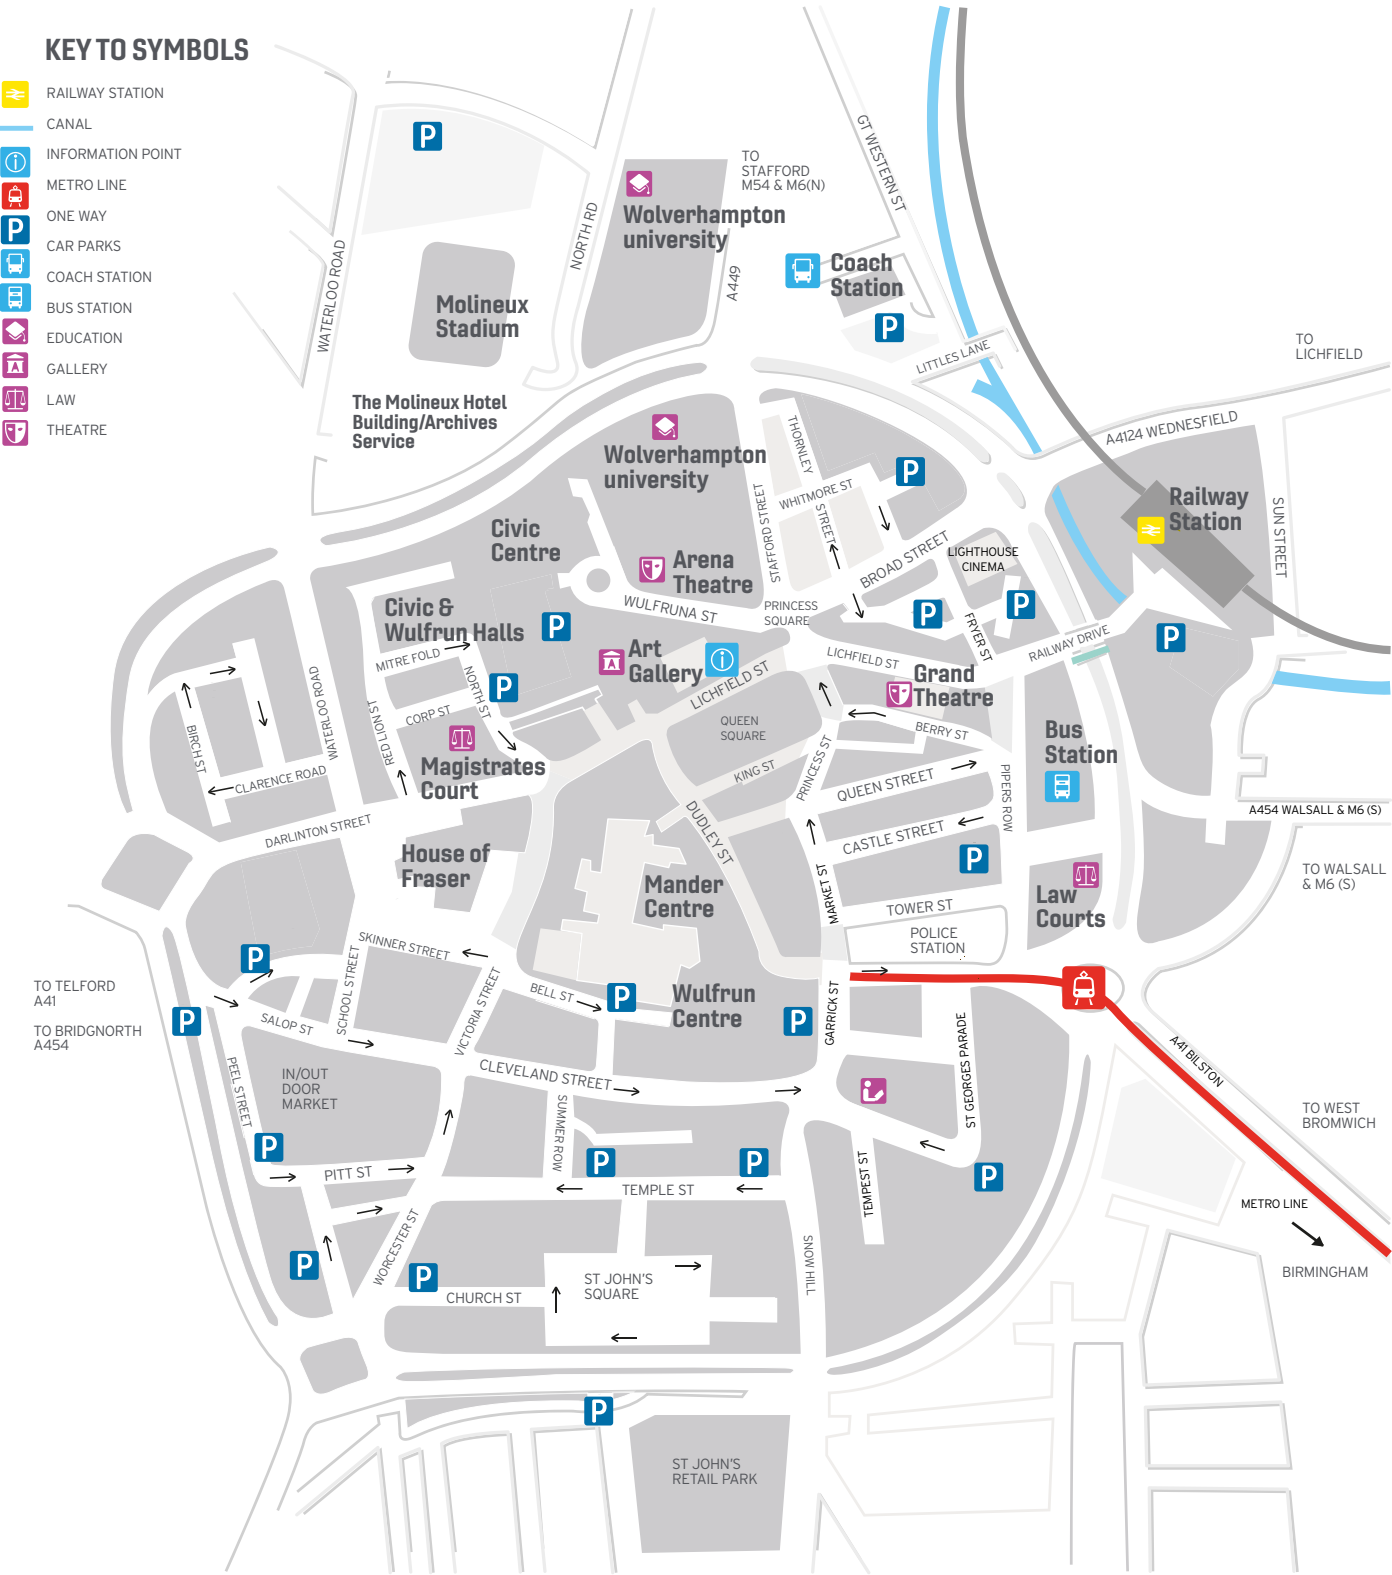 KEY TO SYMBOLS
RAILWAY STATION
CANAL
INFORMATION POINT
METRO LINE
ONE WAY
CAR PARKS
COACH STATION
BUS STATION
EDUCATION
GALLERY
LAW
THEATRE
P
P
GT WESTERN ST
TO
STAFFORD
M54 & M6(N)
Wolverhampton
university
NORTH RD
WATERLOO ROAD
A449
Coach
Station
P
Molineux
Stadium
LITTLES LANE
TO
LICHFIELD
The Molineux Hotel
Building/Archives
Service
A4124 WEDNESFIELD
Wolverhampton
university
THORNLEY
STREET
WHITMORE ST
STAFFORD STREET
P
Railway
Station
SUN STREET
Civic
Centre
Arena
Theatre
BROAD STREET
LIGHTHOUSE
CINEMA
WULFRUNA ST
PRINCESS
SQUARE
P
P
FRYER ST
RAILWAY DRIVE
P
Civic &
Wulfrun Halls
P
MITRE FOLD
NORTH ST
P
Art
Gallery
LICHFIELD ST
LICHFIELD ST
Grand
Theatre
WATERLOO ROAD
RED LION ST
CORP ST
BIRCH ST
QUEEN
SQUARE
BERRY ST
Bus
Station
Magistrates
Court
CLARENCE ROAD
KING ST
PRINCESS ST
QUEEN STREET
PIPERS ROW
A454 WALSALL & M6 (S)
DARLINTON STREET
DUDLEY ST
CASTLE STREET
P
House of
Fraser
Mander
Centre
MARKET ST
TO WALSALL
& M6 (S)
Law
Courts
TOWER ST
POLICE
STATION
SKINNER STREET
SCHOOL STREET
P
TO TELFORD
A41
TO BRIDGNORTH
A454
P
SALOP ST
VICTORIA STREET
BELL ST
P
Wulfrun
Centre
P
GARRICK ST
ST GEORGES PARADE
A41 BILSTON
PEEL STREET
IN/OUT
DOOR
MARKET
CLEVELAND STREET
SUMMER ROW
TO WEST
BROMWICH
P
PITT ST
P
P
TEMPLE ST
TEMPEST ST
P
METRO LINE
WORCESTER ST
P
P
SNOW HILL
BIRMINGHAM
CHURCH ST
ST JOHN'S
SQUARE
P
ST JOHN'S
RETAIL PARK